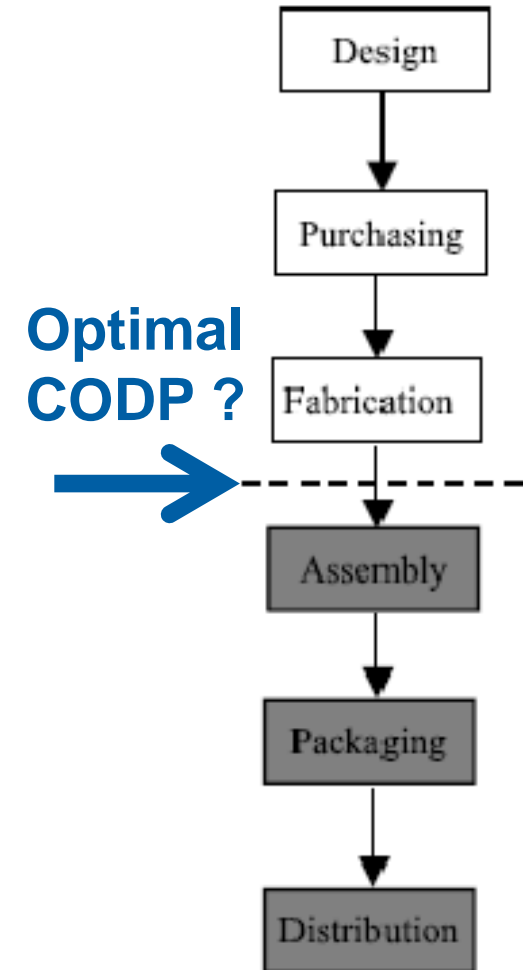 Design
Purchasing
Optimal
CODP ?
Fabrication
Assembly
Packaging
Distribution